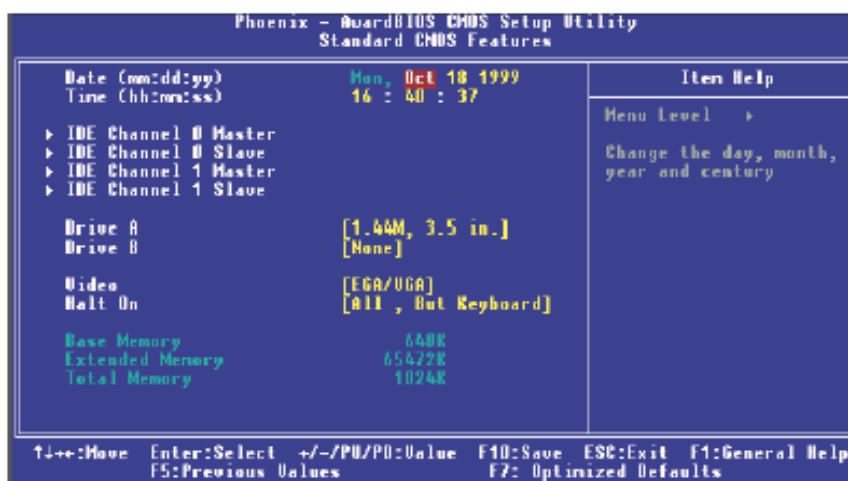 Phoenix - AwardBIOS CMOS Setup Utility
Standard CMOS Features
Date (mm:dd:yy) Mon, Oct 18 1999
Time (hh:mm:ss) 16 : 40 : 37
IDE Channel 0 Master
IDE Channel 0 Slave
IDE Channel 1 Master
IDE Channel 1 Slave
Drive A [1.44M, 3.5 in.]
Drive B [None]
Video [EGA/VGA]
Halt On [All , But Keyboard]
Base Memory 640K
Extended Memory 65472K
Total Memory 1024K
Item Help
Menu Level ▸
Change the day, month,
year and century
↑↓→←:Move Enter:Select +/-/PU/PD:Value F10:Save ESC:Exit F1:General Help
F5:Previous Values F7: Optimized Defaults